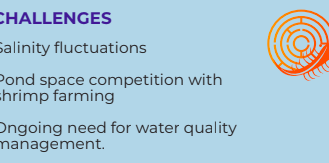 CHALLENGES
Salinity fluctuations
Pond space competition with
shrimp farming
Ongoing need for water quality
management.